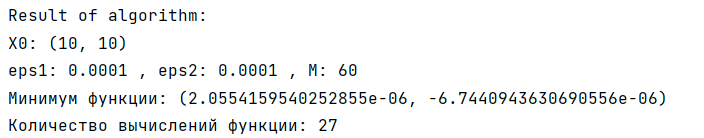 Result of algorithm:
X0: (10, 10)
eps1: 0.0001 , eps2: 0.0001 , M: 60
Минимум функции: (2.0554159540252855e-06, -6.7440943630690556e-06)
Количество вычислений функции: 27